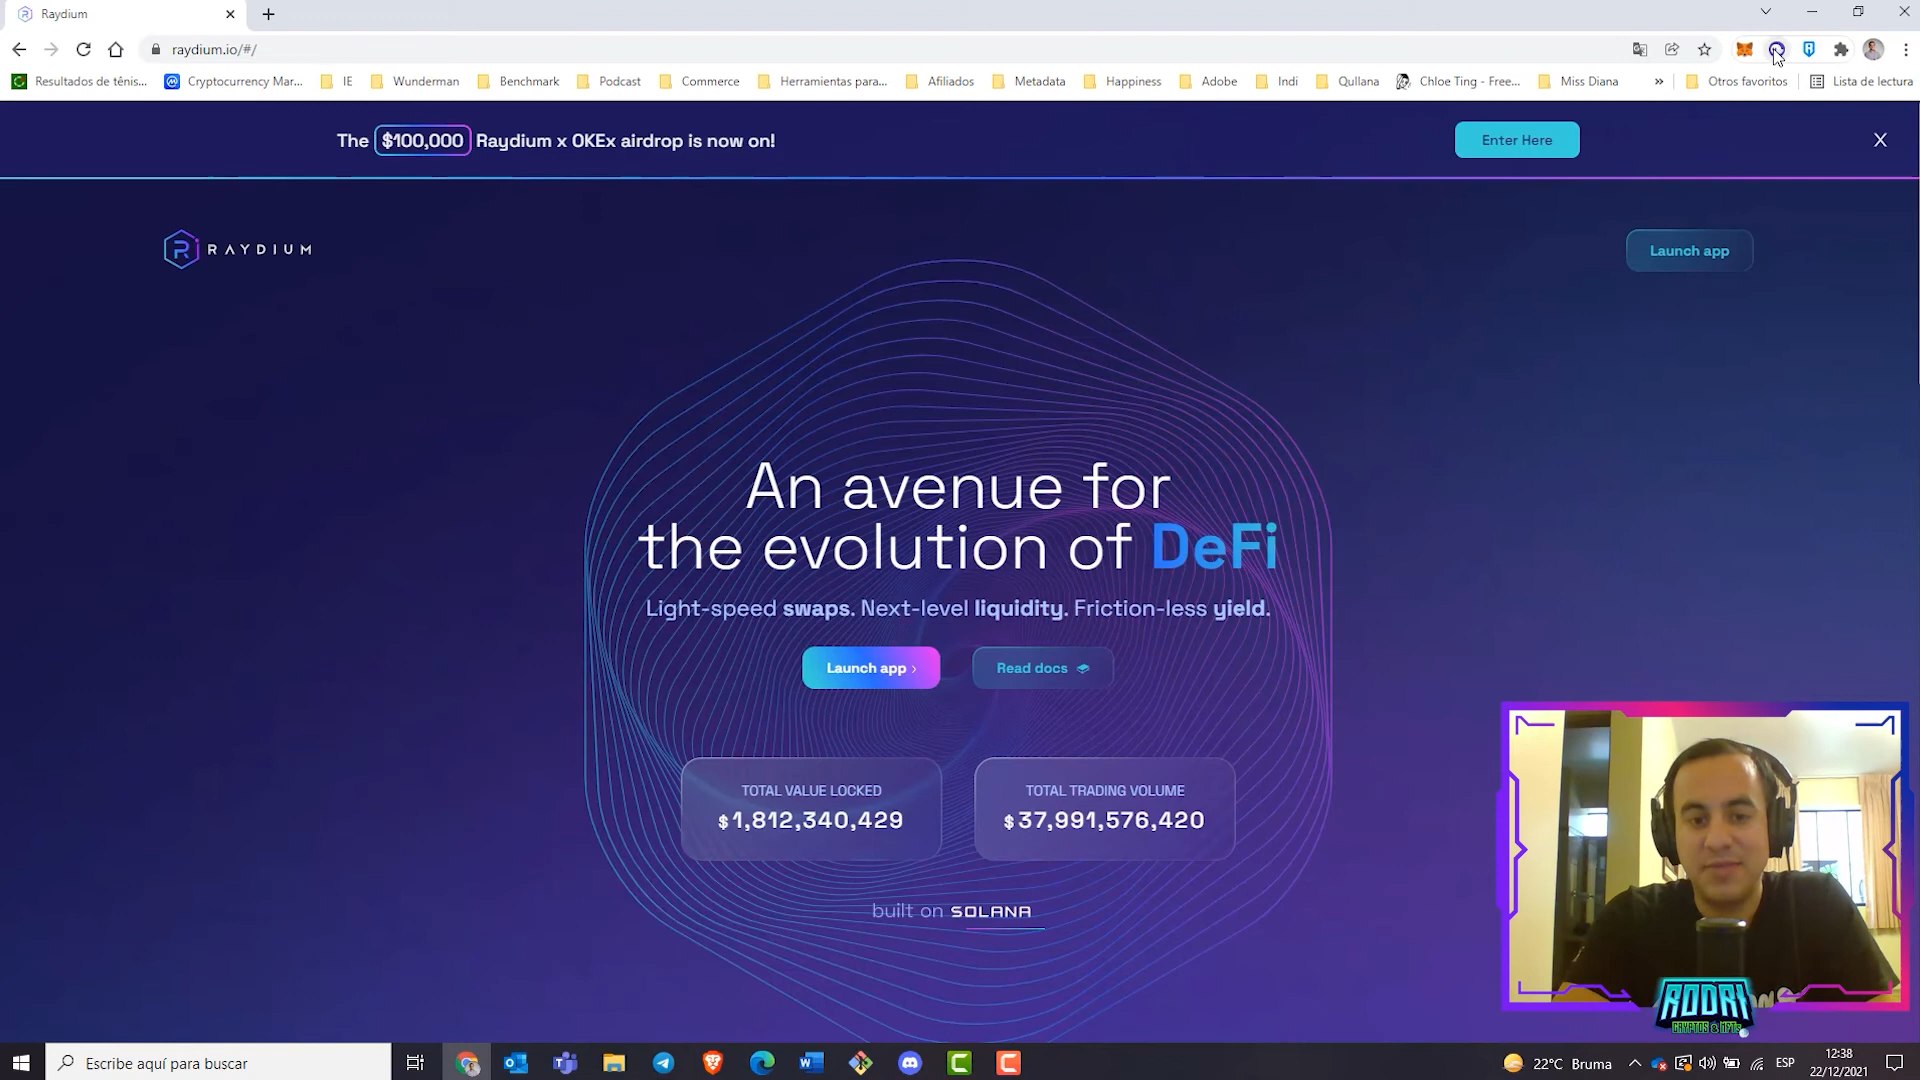 Raydium
raydium.io/#/
Resultados de tênis...
Cryptocurrency Mar...
IE
Wunderman
Benchmark
Podcast
Commerce
Herramientas para...
Afiliados
Metadata
Happiness
Adobe
Indi
Qullana
Chloe Ting - Free...
Miss Diana
»
Otros favoritos
Lista de lectura
The $100,000 Raydium x OKEx airdrop is now on!
Enter Here
X
RAYDIUM
Launch app
An avenue for
the evolution of DeFi
Light-speed swaps. Next-level liquidity. Friction-less yield.
Launch app ›
Read docs
TOTAL VALUE LOCKED
$1,812,340,429
TOTAL TRADING VOLUME
$37,991,576,420
built on SOLANA
RODRI
CRYPTOS & NFTs
Escribe aquí para buscar
22°C Bruma
ESP
12:38
22/12/2021